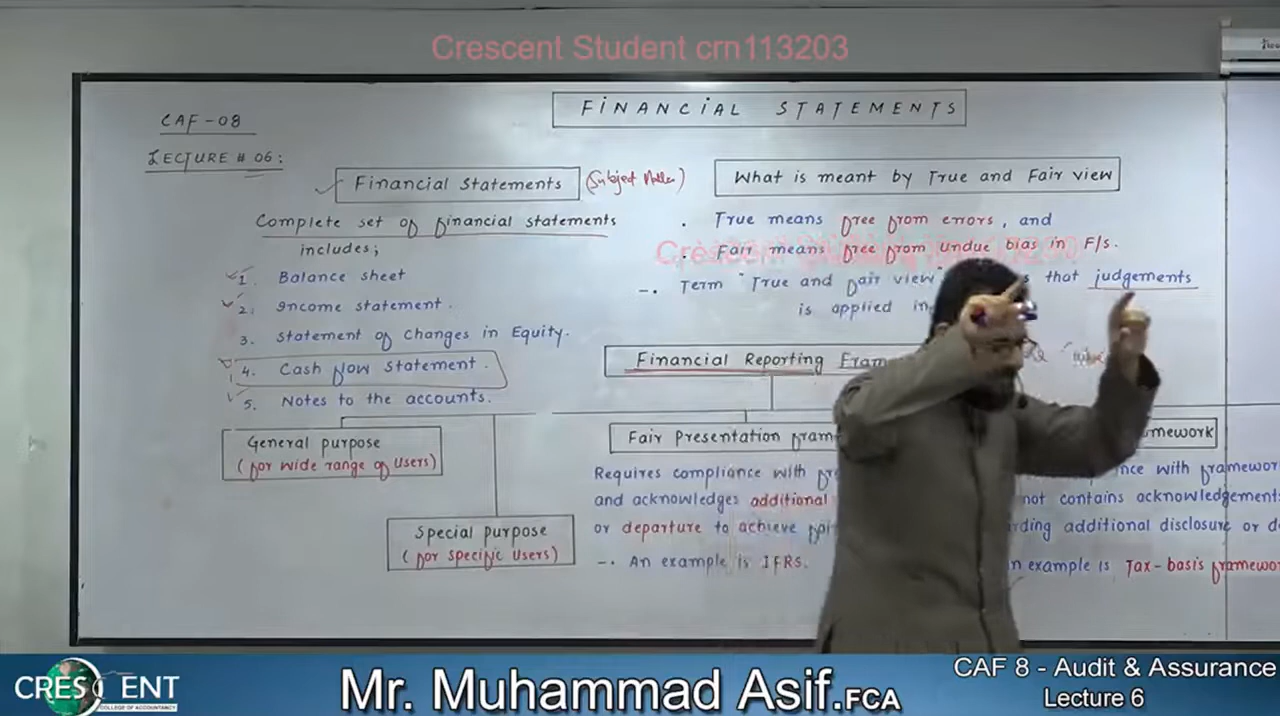 Crescent Student crn113203
FINANCIAL STATEMENTS
CAF-08
LECTURE # 06:
Financial Statements (Subject Matter)
Complete set of financial statements
includes;
1. Balance sheet
2. Income statement.
3. Statement of Changes in Equity.
4. Cash flow statement.
5. Notes to the accounts.
General purpose
(for wide range of users)
Special purpose
(for specific users)
What is meant by True and Fair view
. True means free from errors, and
Crescent
. Fair means free from undue bias in F/s.
-. Term "True and fair view" that judgements
is applied in
Financial Reporting
Fair Presentation
Requires compliance with
and acknowledges additional
or departure to achieve
-. An example is IFRS.
with framework
not contains acknowledgement
additional disclosure or
example is Tax-basis
CRESCENT
COLLEGE OF ACCOUNTANCY
Mr. Muhammad Asif.FCA
CAF 8 - Audit & Assurance
Lecture 6